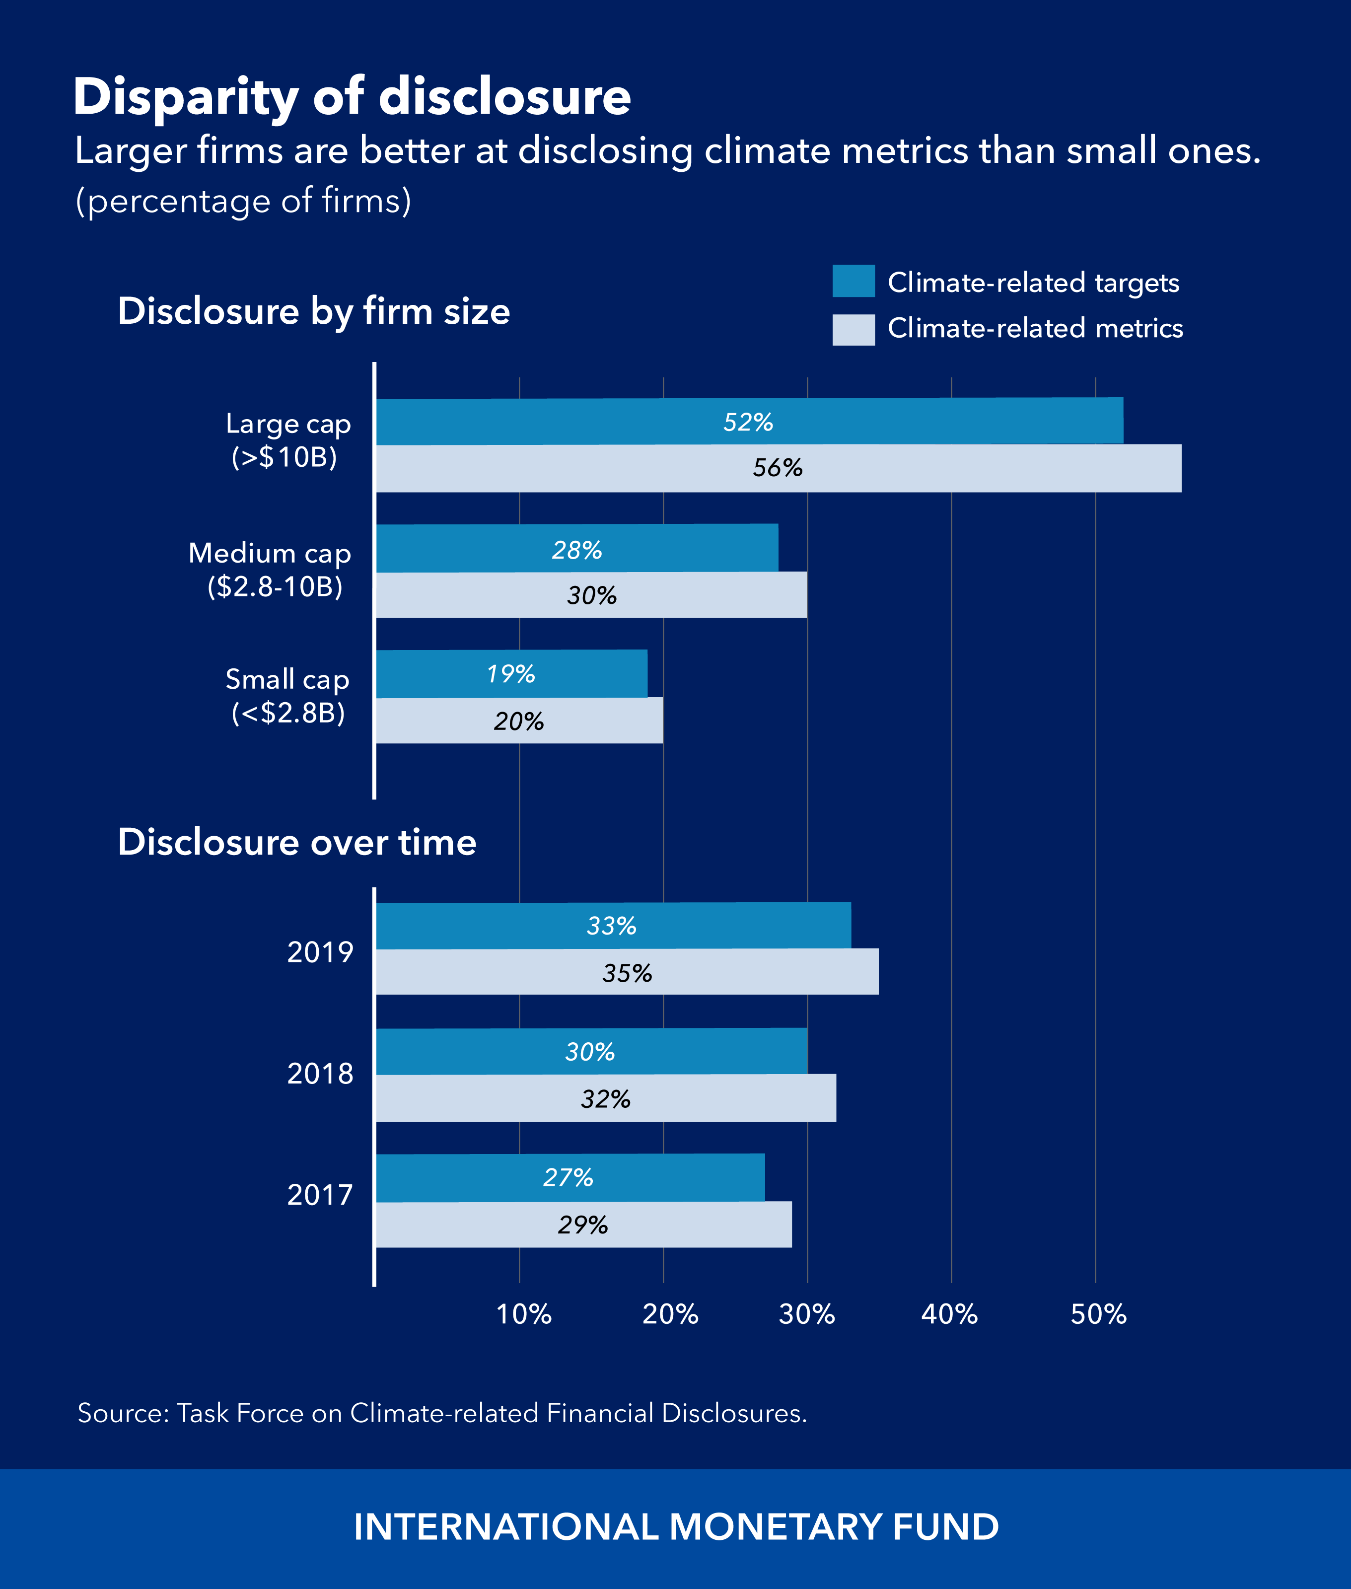 Disparity of disclosure
Larger firms are better at disclosing climate metrics than small ones.
(percentage of firms)
Climate-related targets
Climate-related metrics
Disclosure by firm size
Large cap
(>$10B)
52%
56%
Medium cap
($2.8-10B)
28%
30%
Small cap
(<$2.8B)
19%
20%
Disclosure over time
2019
33%
35%
2018
30%
32%
2017
27%
29%
10% 20% 30% 40% 50%
Source: Task Force on Climate-related Financial Disclosures.
INTERNATIONAL MONETARY FUND